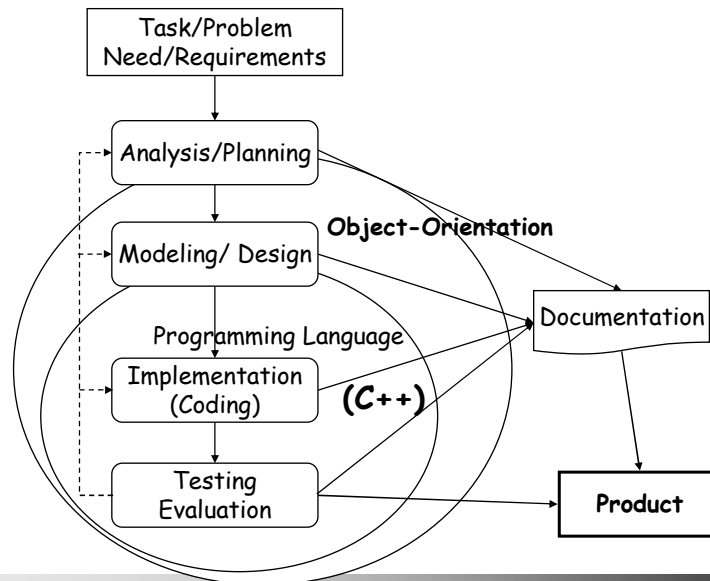 Task/Problem
Need/Requirements
Analysis/Planning
Object-Orientation
Modeling/ Design
Documentation
Programming Language
Implementation
(Coding)
(C++)
Testing
Evaluation
Product